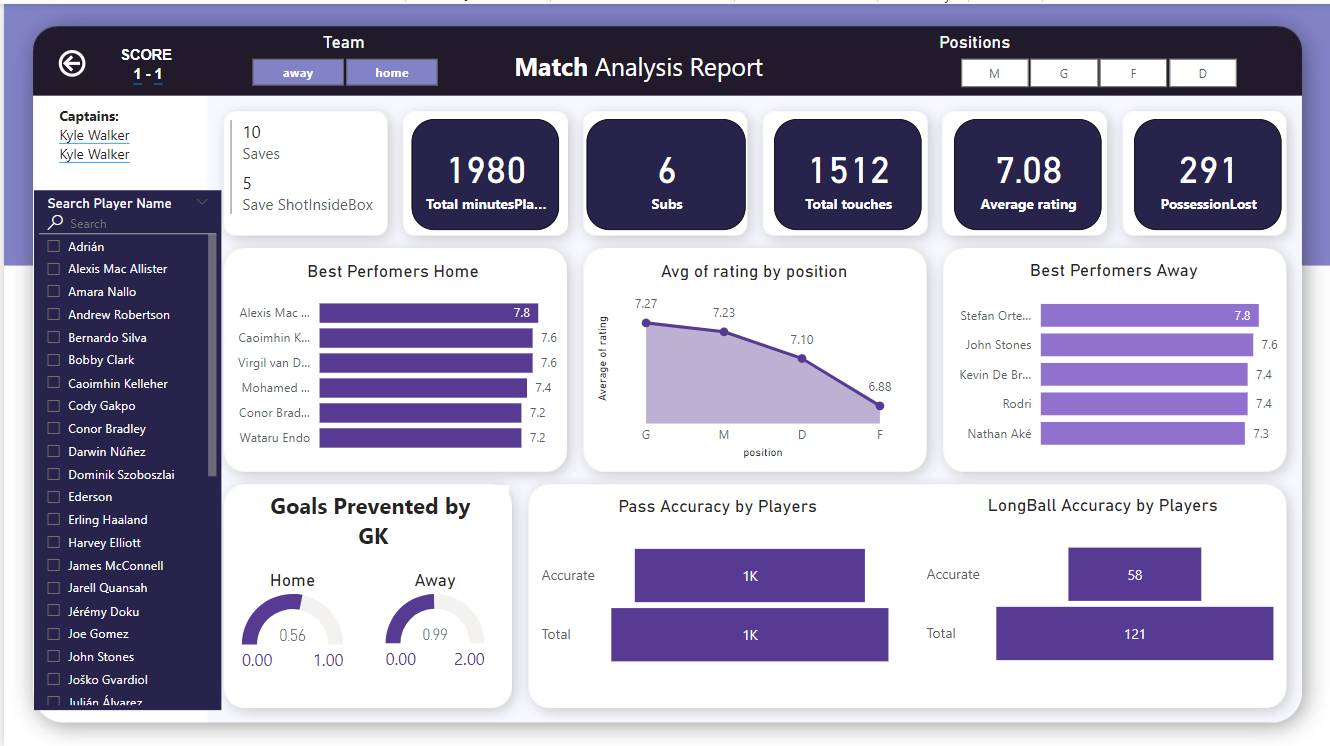 SCORE
1 - 1
Team
away
home
Match Analysis Report
Positions
M
G
F
D
Captains:
Kyle Walker
Kyle Walker
Search Player Name
Search
Adrián
Alexis Mac Allister
Amara Nallo
Andrew Robertson
Bernardo Silva
Bobby Clark
Caoimhin Kelleher
Cody Gakpo
Conor Bradley
Darwin Núñez
Dominik Szoboszlai
Ederson
Erling Haaland
Harvey Elliott
James McConnell
Jarell Quansah
Jérémy Doku
Joe Gomez
John Stones
Joško Gvardiol
Julián Álvarez
10
Saves
5
Save ShotInsideBox
1980
Total minutesPla...
6
Subs
1512
Total touches
7.08
Average rating
291
PossessionLost
Best Perfomers Home
Alexis Mac ...
7.8
Caoimhin K...
7.6
Virgil van D...
7.6
Mohamed ...
7.4
Conor Brad...
7.2
Wataru Endo
7.2
Avg of rating by position
Average of rating
7.27
7.23
7.10
6.88
G
M
D
F
position
Best Perfomers Away
Stefan Orte...
7.8
John Stones
7.6
Kevin De Br...
7.4
Rodri
7.4
Nathan Aké
7.3
Goals Prevented by
GK
Home
0.56
0.00
1.00
Away
0.99
0.00
2.00
Pass Accuracy by Players
Accurate
1K
Total
1K
LongBall Accuracy by Players
Accurate
58
Total
121